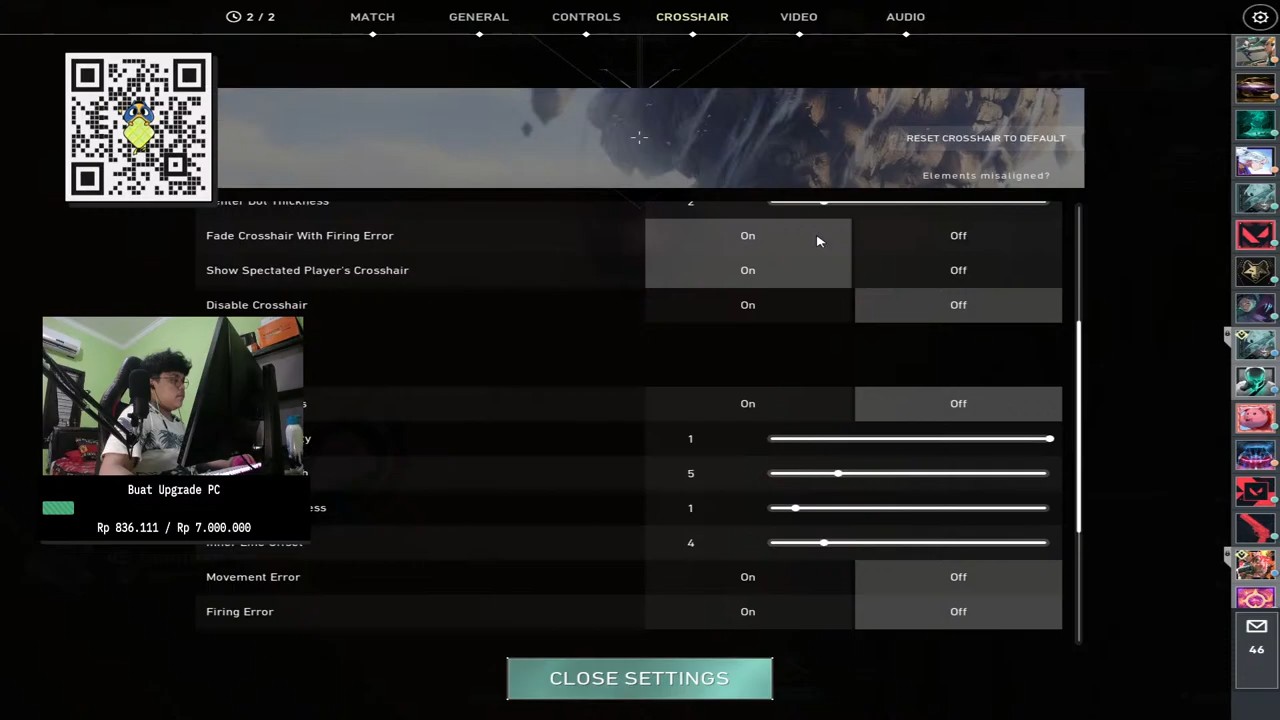 2 / 2
MATCH
GENERAL
CONTROLS
CROSSHAIR
VIDEO
AUDIO
RESET CROSSHAIR TO DEFAULT
Elements misaligned?
2
Fade Crosshair With Firing Error
On
Off
Show Spectated Player's Crosshair
On
Off
Disable Crosshair
On
Off
On
Off
1
5
1
4
Movement Error
On
Off
Firing Error
On
Off
Buat Upgrade PC
Rp 836.111 / Rp 7.000.000
CLOSE SETTINGS
46